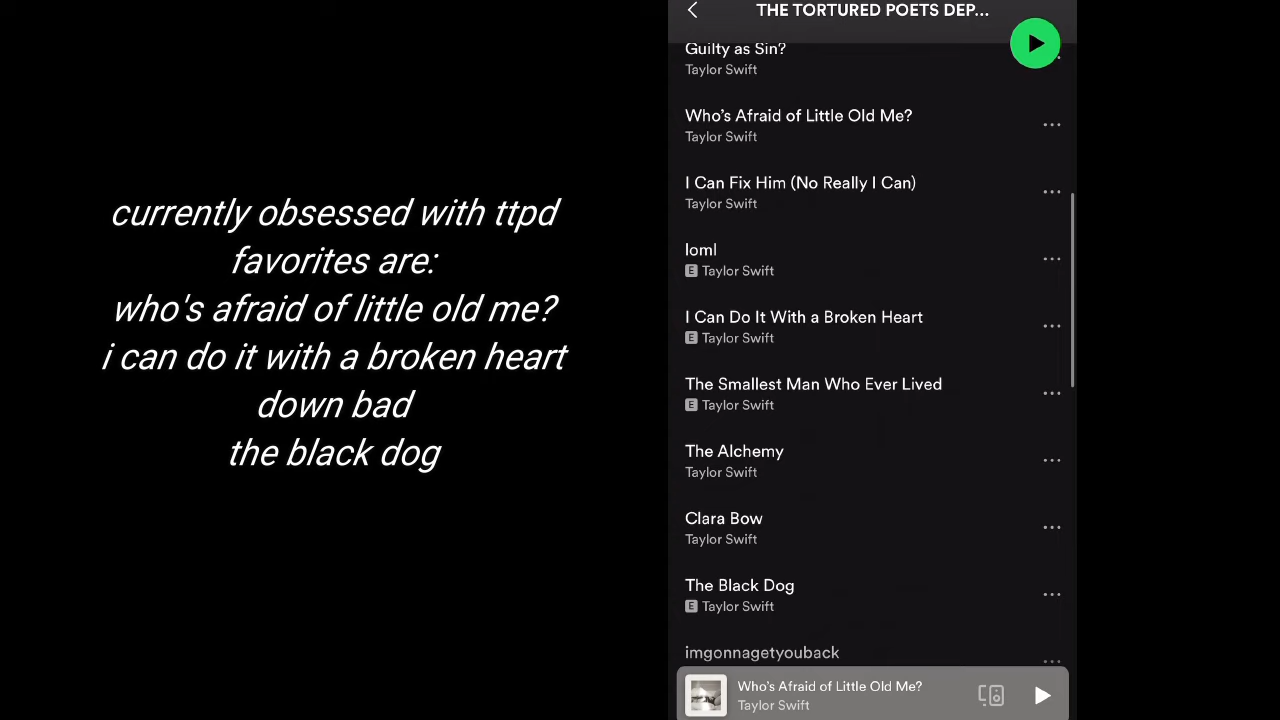 currently obsessed with ttpd
favorites are:
who's afraid of little old me?
i can do it with a broken heart
down bad
the black dog
THE TORTURED POETS DEP...
Guilty as Sin?
Taylor Swift
Who's Afraid of Little Old Me?
Taylor Swift
I Can Fix Him (No Really I Can)
Taylor Swift
loml
E Taylor Swift
I Can Do It With a Broken Heart
E Taylor Swift
The Smallest Man Who Ever Lived
E Taylor Swift
The Alchemy
Taylor Swift
Clara Bow
Taylor Swift
The Black Dog
E Taylor Swift
imgonnagetyouback
Who's Afraid of Little Old Me?
Taylor Swift